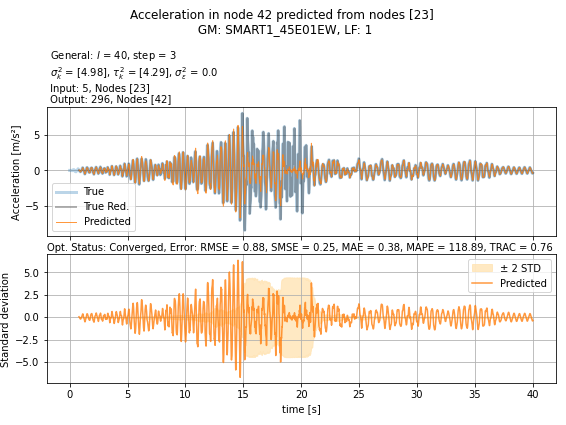 Acceleration in node 42 predicted from nodes [23]
GM: SMART1_45E01EW, LF: 1
General: l = 40, step = 3
σ²ₖ = [4.98], τ²ₖ = [4.29], σ²ε = 0.0
Input: 5, Nodes [23]
Output: 296, Nodes [42]
Acceleration [m/s²]
5
0
−5
True
True Red.
Predicted
Opt. Status: Converged, Error: RMSE = 0.88, SMSE = 0.25, MAE = 0.38, MAPE = 118.89, TRAC = 0.76
Standard deviation
5.0
2.5
0.0
−2.5
−5.0
± 2 STD
Predicted
0 5 10 15 20 25 30 35 40
time [s]